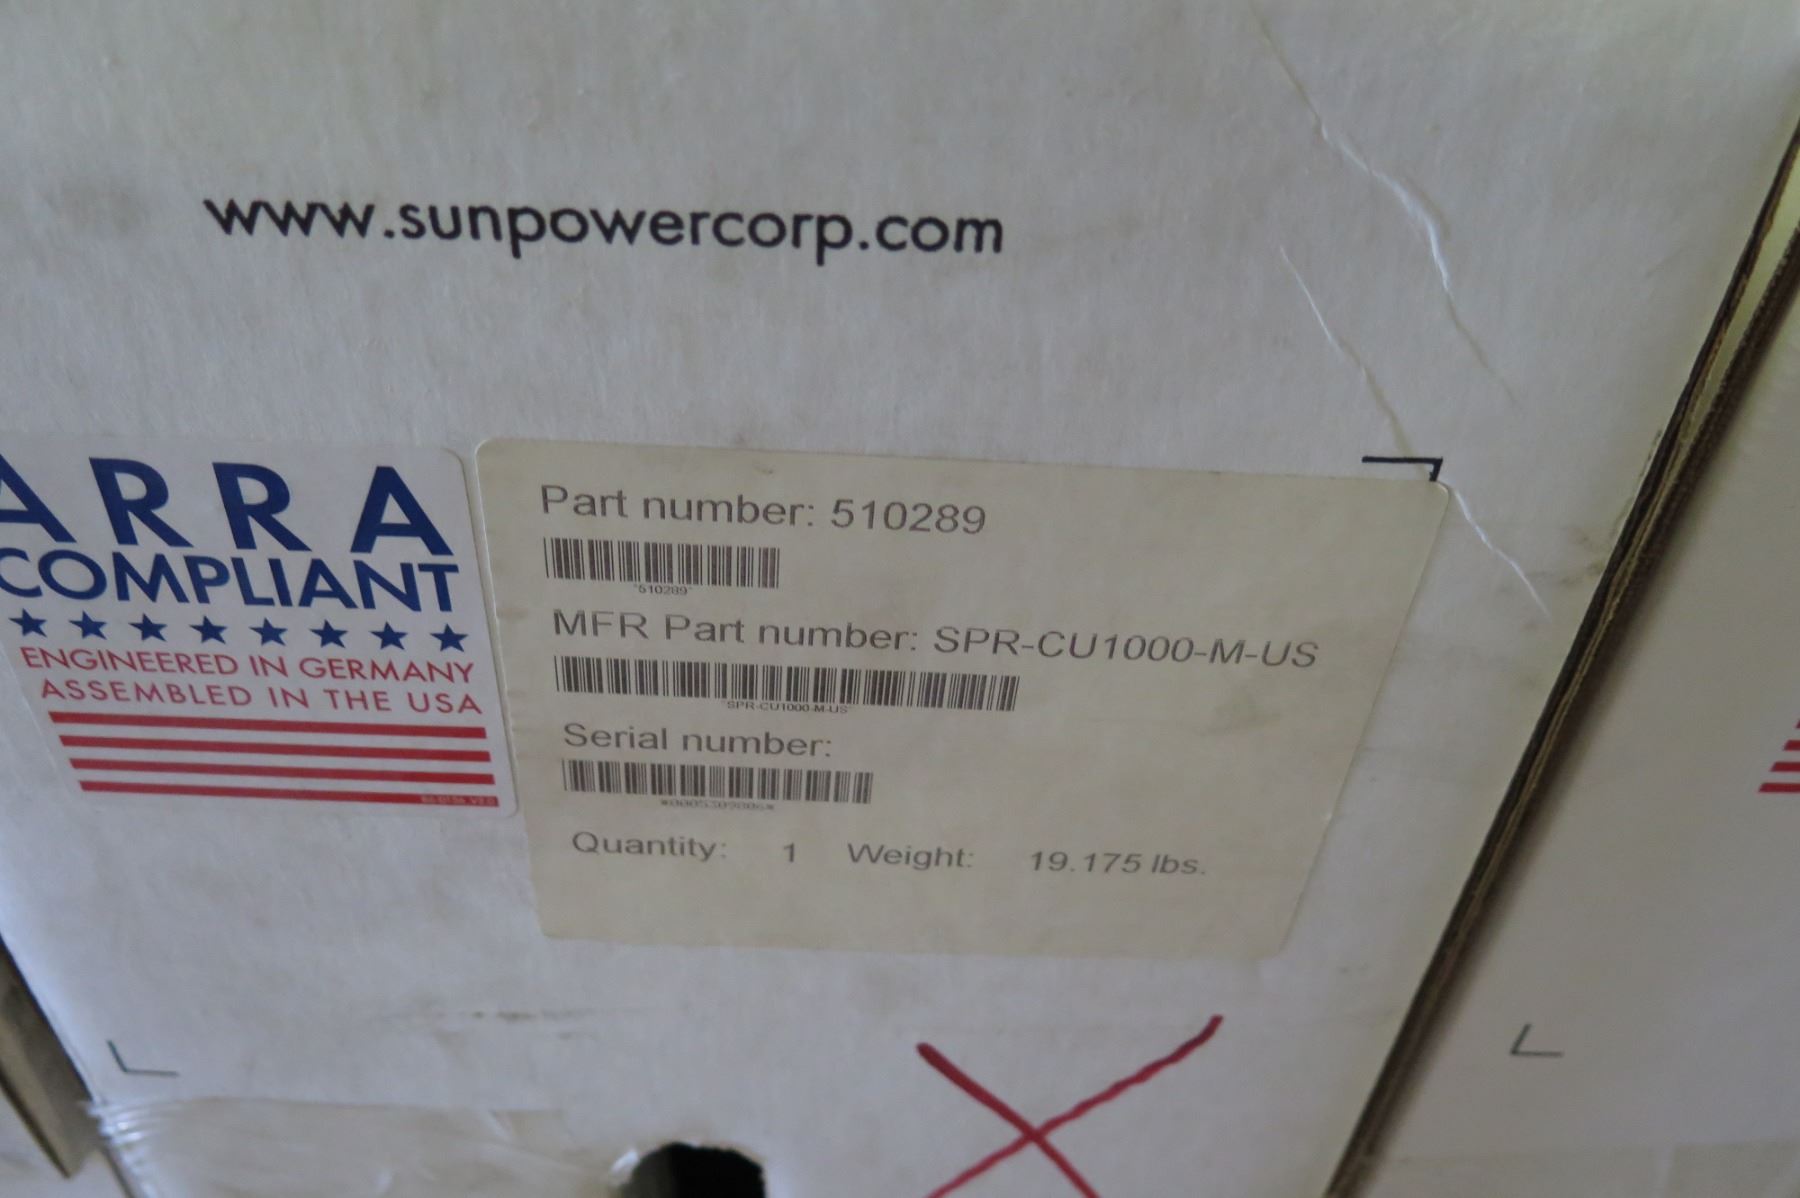 www.sunpowercorp.com
ARRA
COMPLIANT
ENGINEERED IN GERMANY
ASSEMBLED IN THE USA
Part number: 510289
*510289*
MFR Part number: SPR-CU1000-M-US
*SPR-CU1000-M-US*
Serial number:
Quantity: 1 Weight: 19.175 lbs.